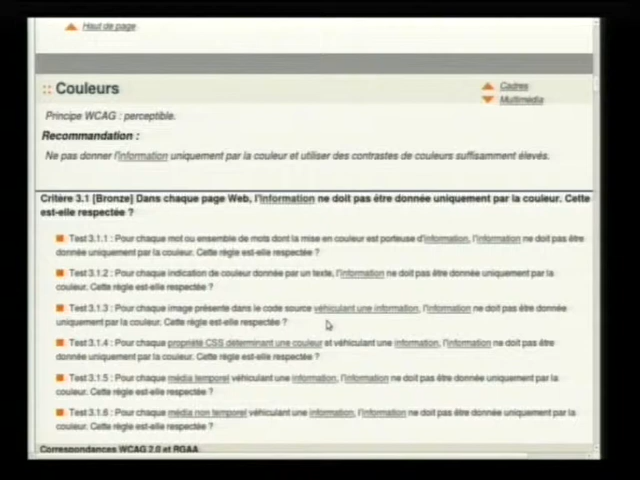 Haut de page
:: Couleurs
Cadres
Multimédia
Principe WCAG : perceptible.
Recommandation :
Ne pas donner l'information uniquement par la couleur et utiliser des contrastes de couleurs suffisamment élevés.
Critère 3.1 [Bronze] Dans chaque page Web, l'information ne doit pas être donnée uniquement par la couleur. Cette
est-elle respectée ?
Test 3.1.1 : Pour chaque mot ou ensemble de mots dont la mise en couleur est porteuse d'information, l'information ne doit pas être
donnée uniquement par la couleur. Cette règle est-elle respectée ?
Test 3.1.2 : Pour chaque indication de couleur donnée par un texte, l'information ne doit pas être donnée uniquement par la
couleur. Cette règle est-elle respectée ?
Test 3.1.3 : Pour chaque image présente dans le code source véhiculant une information, l'information ne doit pas être donnée
uniquement par la couleur. Cette règle est-elle respectée ?
Test 3.1.4 : Pour chaque propriété CSS déterminant une couleur et véhiculant une information, l'information ne doit pas être
donnée uniquement par la couleur. Cette règle est-elle respectée ?
Test 3.1.5 : Pour chaque média temporel véhiculant une information, l'information ne doit pas être donnée uniquement par la
couleur. Cette règle est-elle respectée ?
Test 3.1.6 : Pour chaque média non temporel véhiculant une information, l'information ne doit pas être donnée uniquement par la
couleur. Cette règle est-elle respectée ?
Correspondances WCAG 2.0 et RGAA